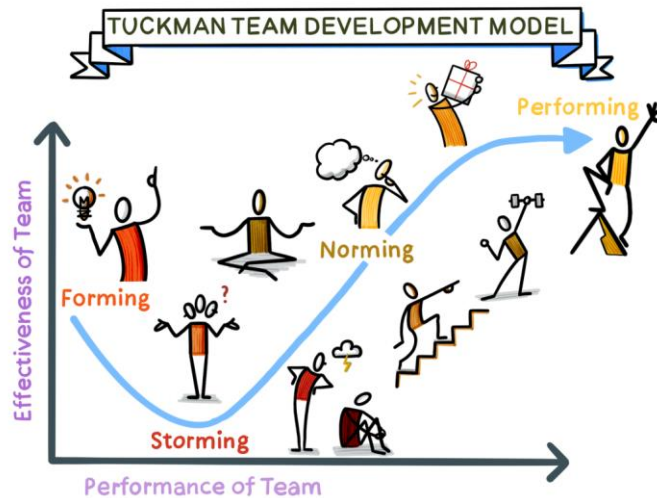 TUCKMAN TEAM DEVELOPMENT MODEL
Performing
Effectiveness of Team
Norming
Forming
?
Storming
Performance of Team